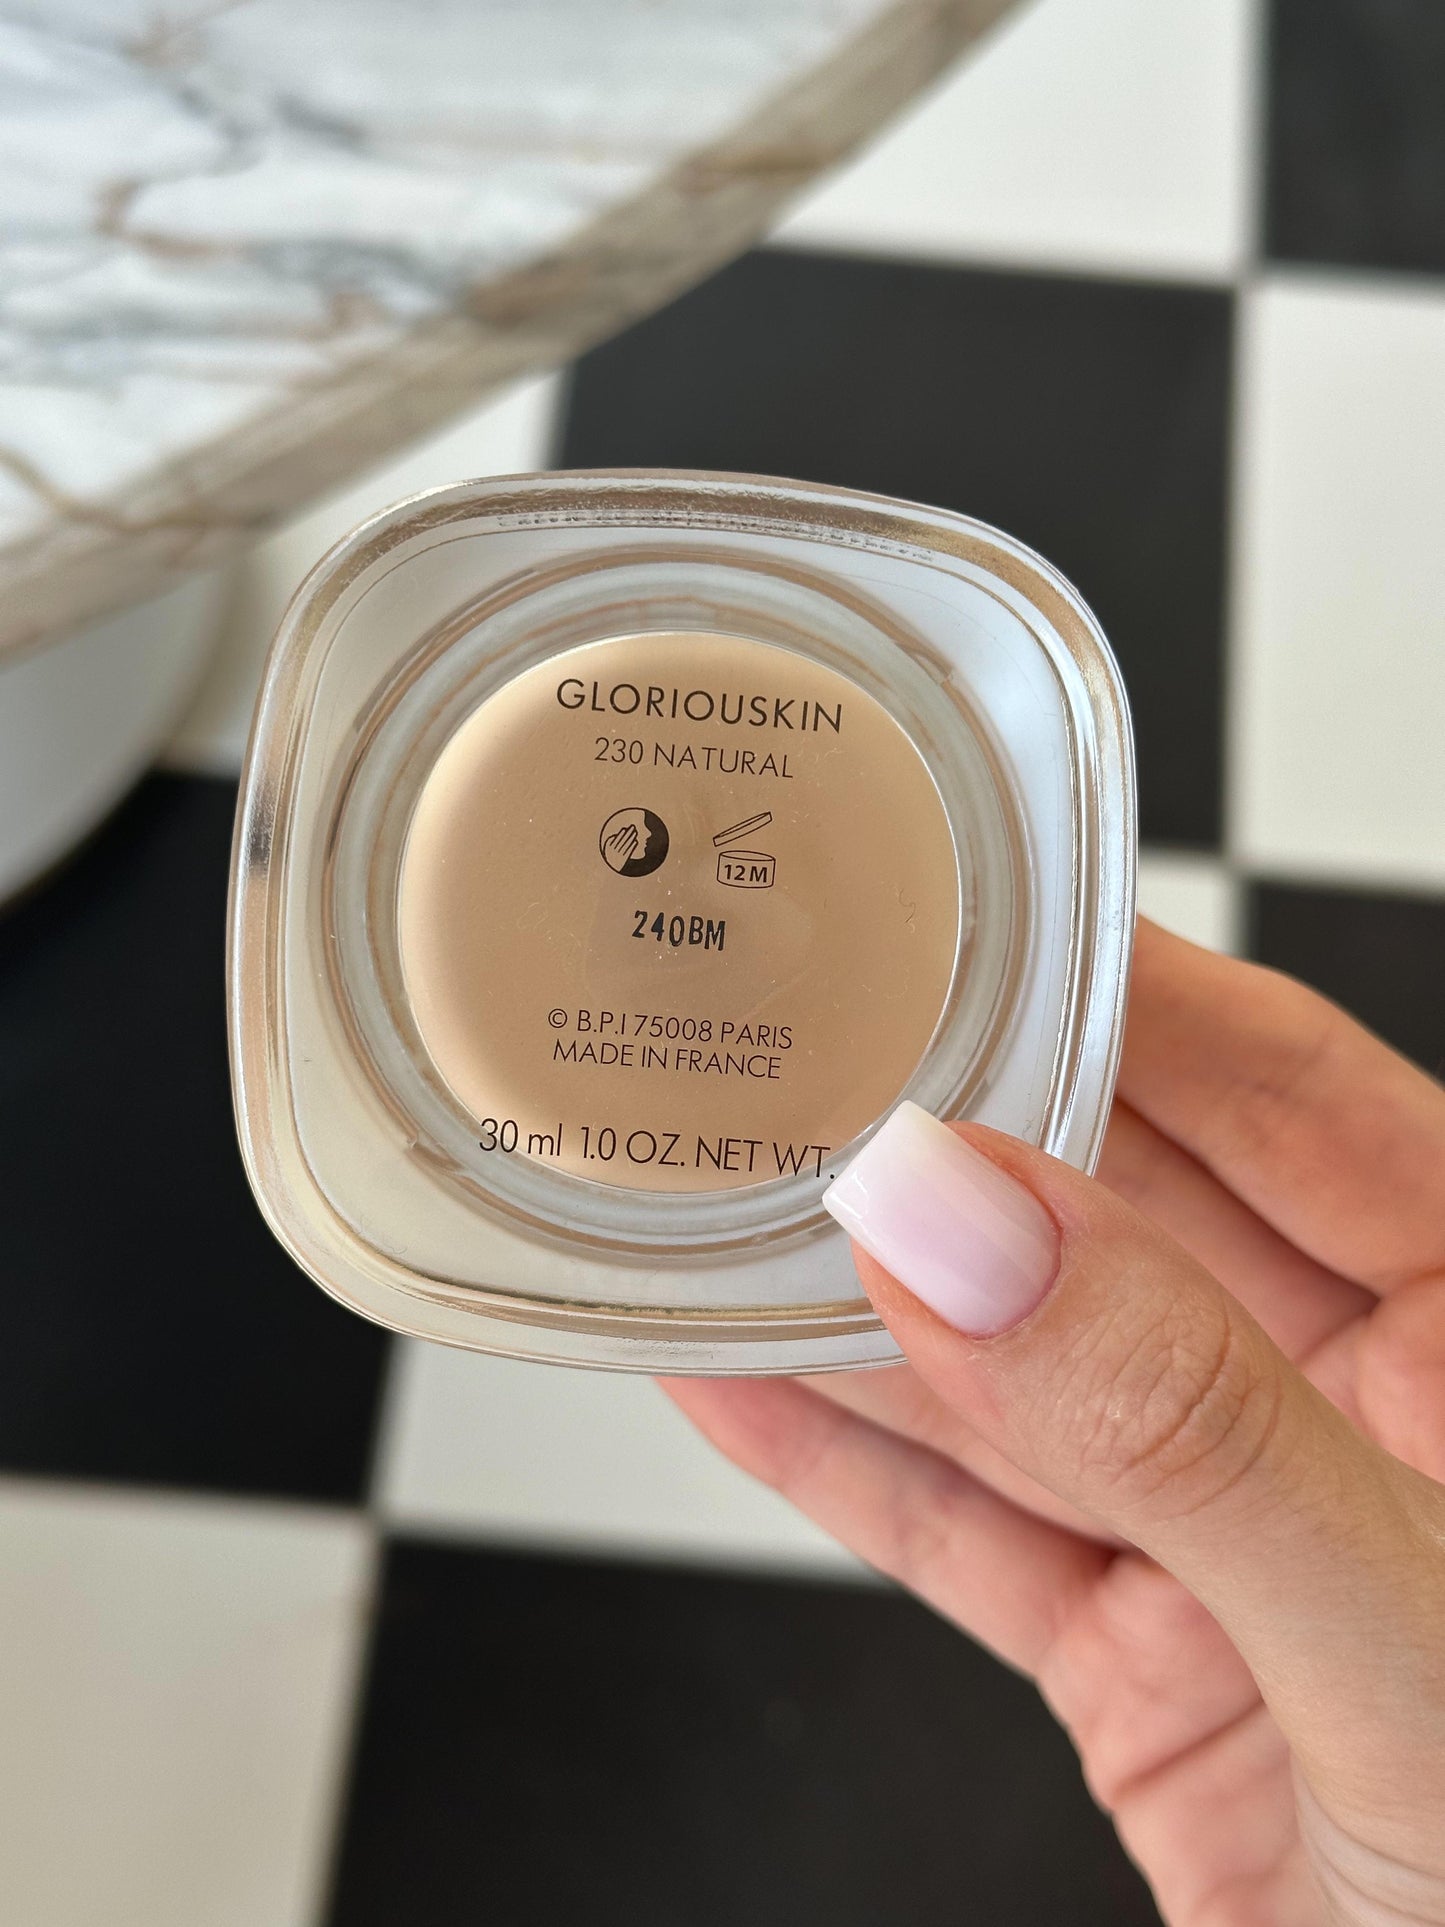 GLORIOUSKIN
230 NATURAL
12M
240BM
© B.P.I 75008 PARIS
MADE IN FRANCE
30 ml 1.0 OZ. NET WT.